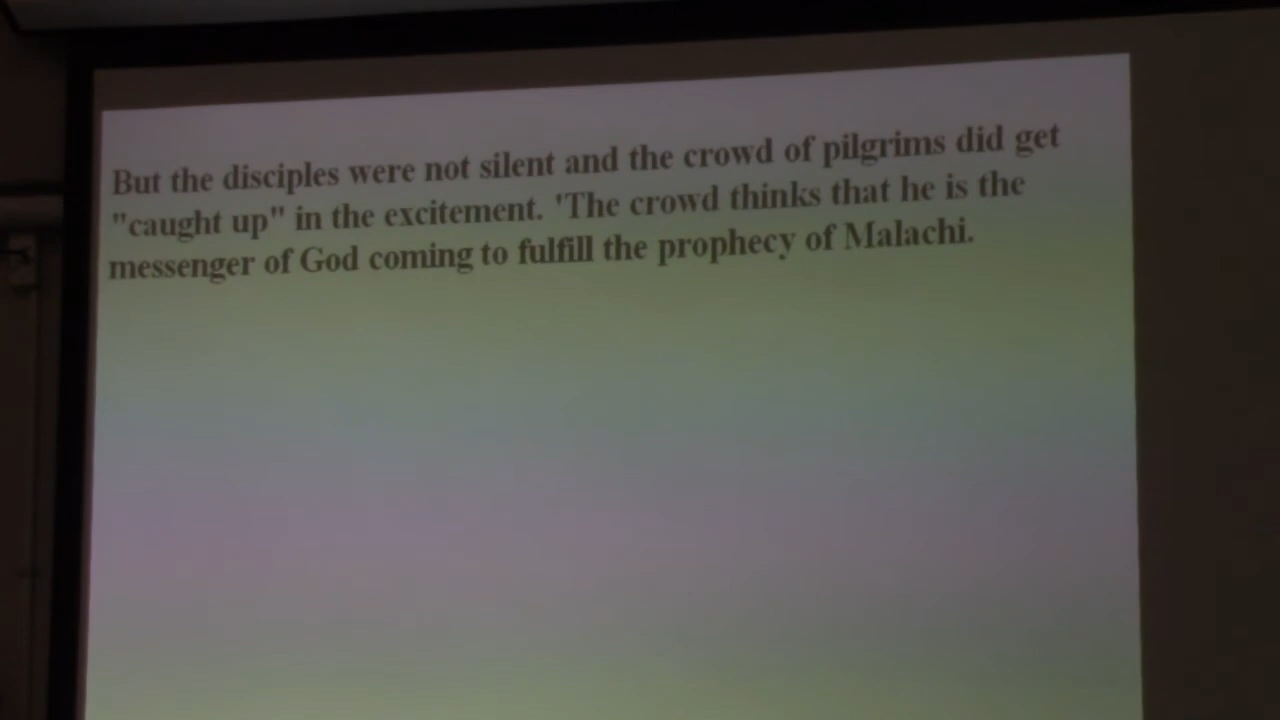 But the disciples were not silent and the crowd of pilgrims did get
"caught up" in the excitement. 'The crowd thinks that he is the
messenger of God coming to fulfill the prophecy of Malachi.